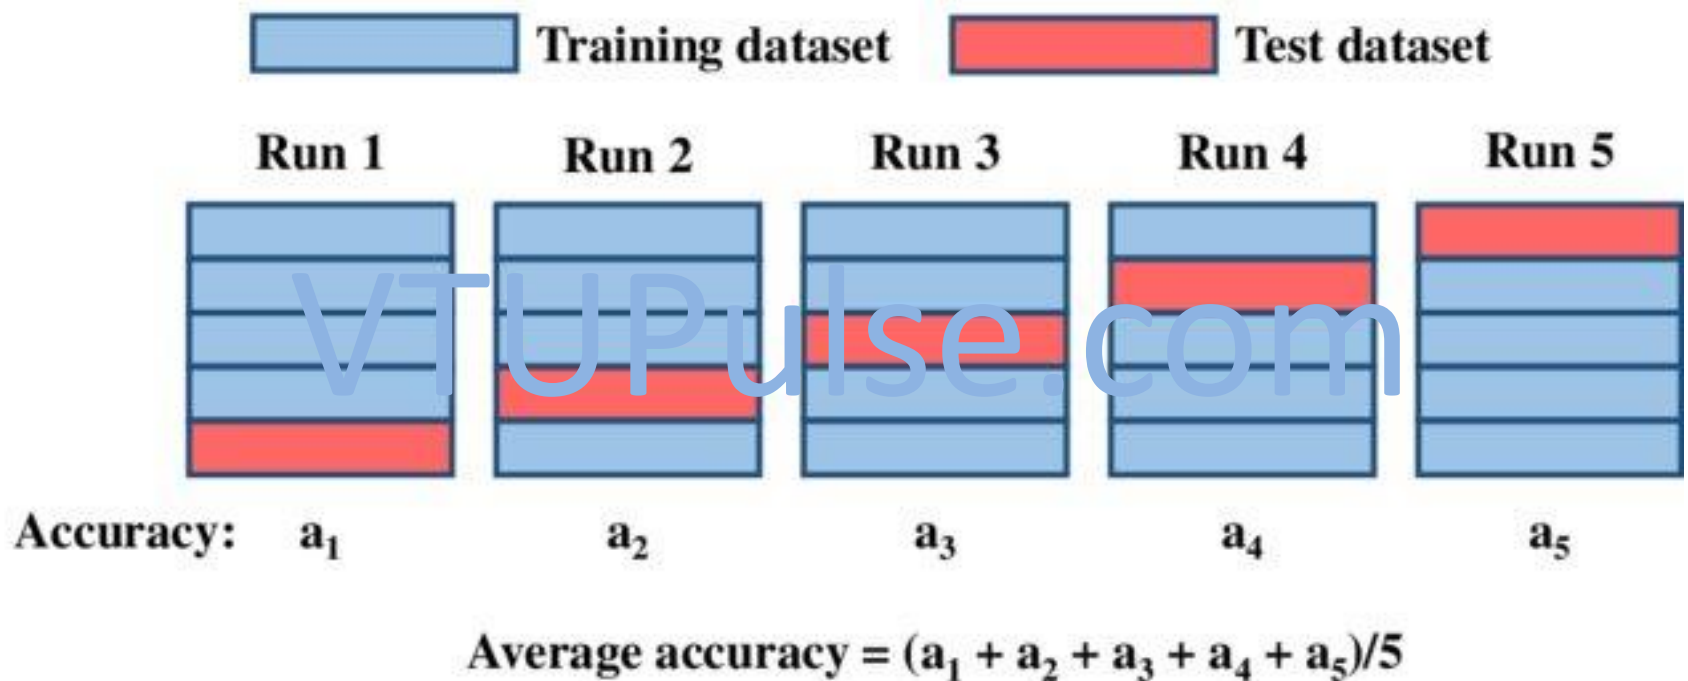 Training dataset Test dataset
Run 1 Run 2 Run 3 Run 4 Run 5
VTUPulse.com
Accuracy: a₁ a₂ a₃ a₄ a₅
Average accuracy = (a₁ + a₂ + a₃ + a₄ + a₅)/5